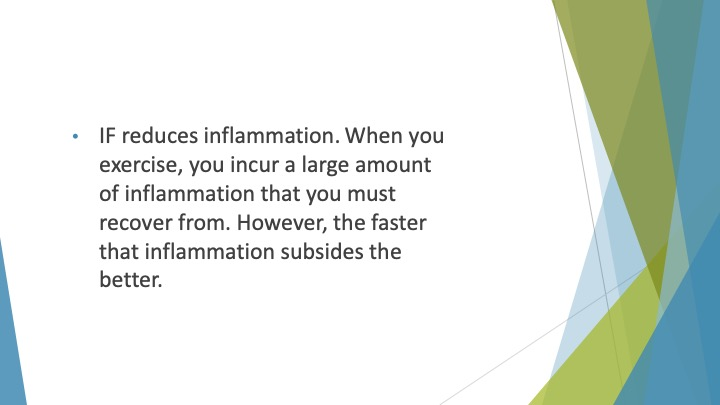 • IF reduces inflammation. When you
exercise, you incur a large amount
of inflammation that you must
recover from. However, the faster
that inflammation subsides the
better.